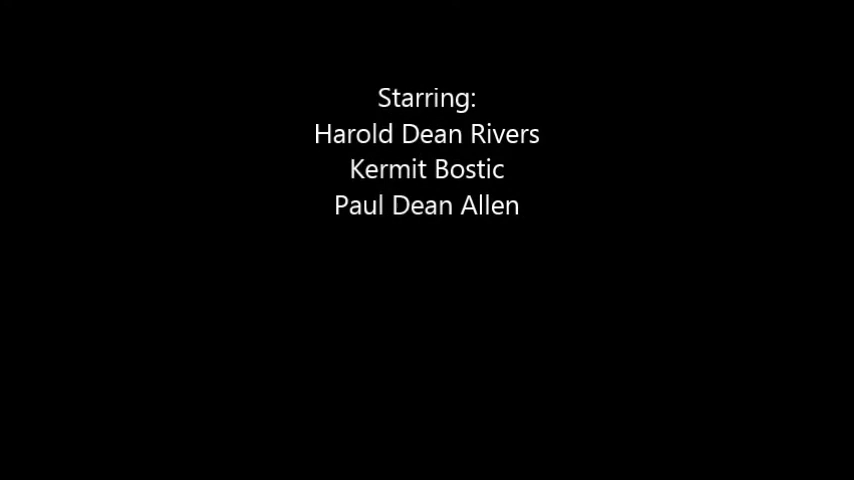 Starring:
Harold Dean Rivers
Kermit Bostic
Paul Dean Allen